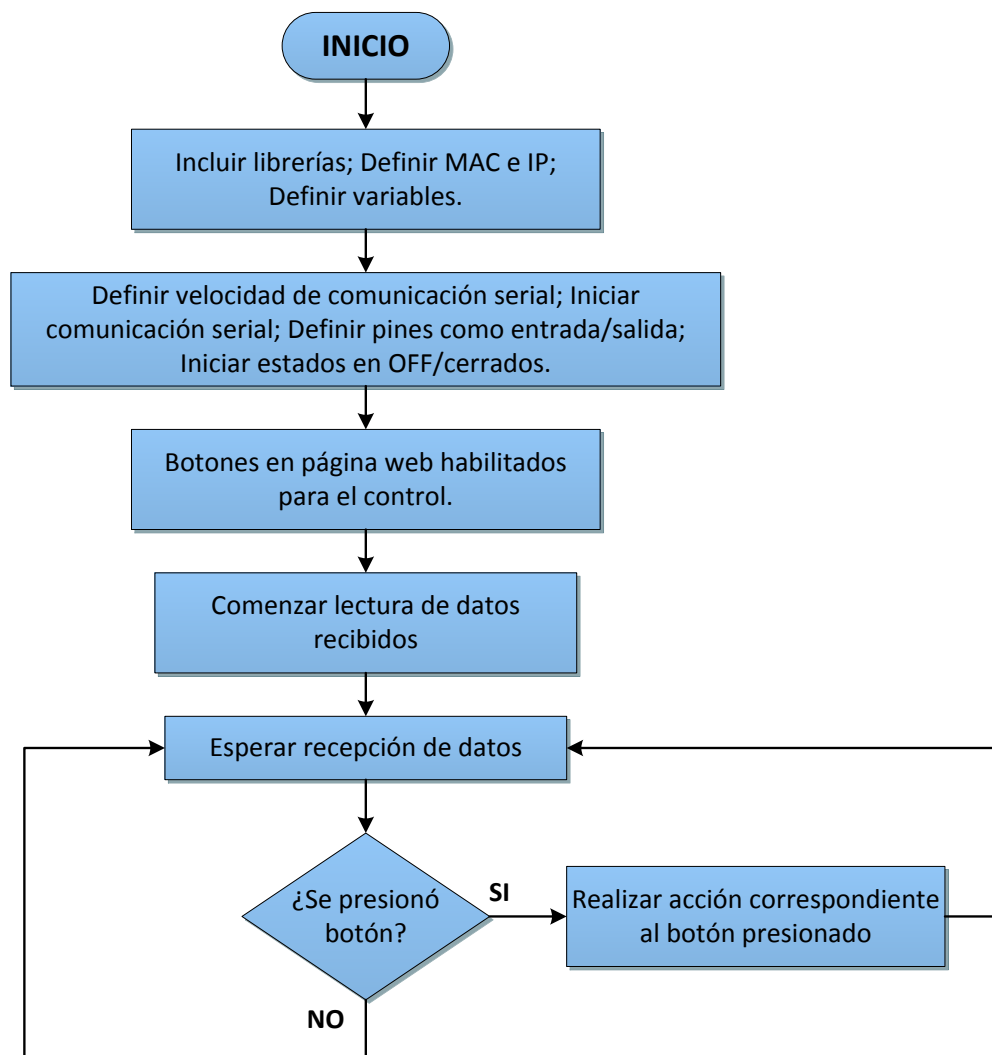 INICIO
Incluir librerías; Definir MAC e IP;
Definir variables.
Definir velocidad de comunicación serial; Iniciar
comunicación serial; Definir pines como entrada/salida;
Iniciar estados en OFF/cerrados.
Botones en página web habilitados
para el control.
Comenzar lectura de datos
recibidos
Esperar recepción de datos
¿Se presionó
botón?
SI
Realizar acción correspondiente
al botón presionado
NO